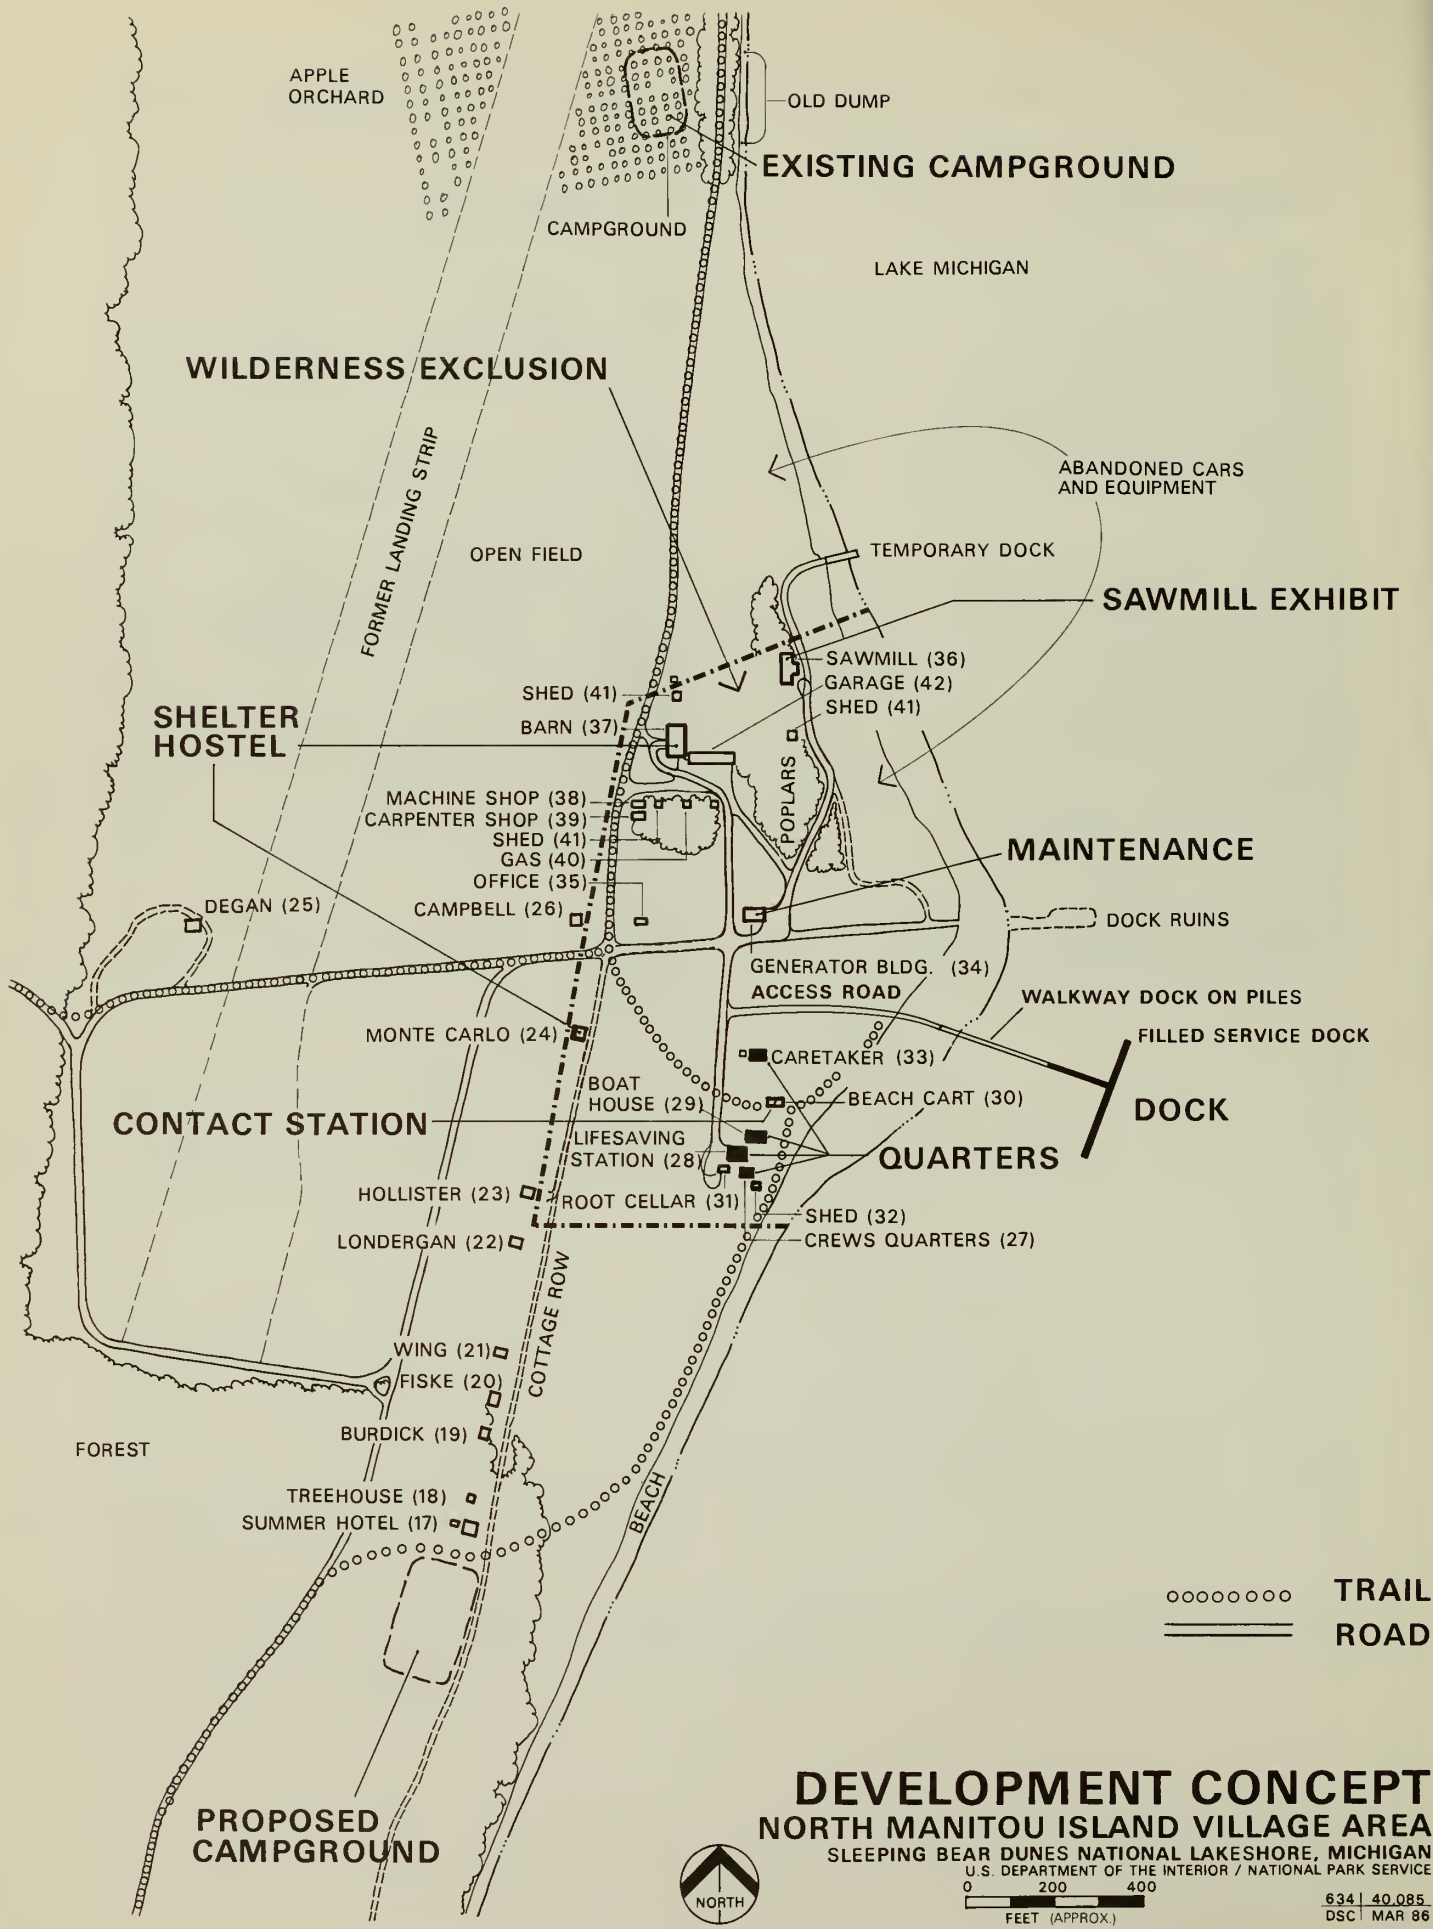 APPLE
ORCHARD
OLD DUMP
EXISTING CAMPGROUND
CAMPGROUND
LAKE MICHIGAN
WILDERNESS EXCLUSION
FORMER LANDING STRIP
ABANDONED CARS
AND EQUIPMENT
OPEN FIELD
TEMPORARY DOCK
SAWMILL EXHIBIT
SAWMILL (36)
GARAGE (42)
SHED (41)
SHED (41)
SHELTER
HOSTEL
BARN (37)
POPLARS
MACHINE SHOP (38)
CARPENTER SHOP (39)
SHED (41)
GAS (40)
MAINTENANCE
OFFICE (35)
DEGAN (25)
CAMPBELL (26)
DOCK RUINS
GENERATOR BLDG. (34)
ACCESS ROAD
WALKWAY DOCK ON PILES
MONTE CARLO (24)
FILLED SERVICE DOCK
CARETAKER (33)
BOAT
HOUSE (29)
BEACH CART (30)
DOCK
CONTACT STATION
LIFESAVING
STATION (28)
QUARTERS
HOLLISTER (23)
ROOT CELLAR (31)
SHED (32)
LONDERGAN (22)
CREWS QUARTERS (27)
COTTAGE ROW
WING (21)
FISKE (20)
BURDICK (19)
FOREST
TREEHOUSE (18)
SUMMER HOTEL (17)
BEACH
TRAIL
ROAD
PROPOSED
CAMPGROUND
DEVELOPMENT CONCEPT
NORTH MANITOU ISLAND VILLAGE AREA
SLEEPING BEAR DUNES NATIONAL LAKESHORE, MICHIGAN
U.S. DEPARTMENT OF THE INTERIOR / NATIONAL PARK SERVICE
NORTH
0 200 400
FEET (APPROX.)
634 40.085
DSC MAR 86